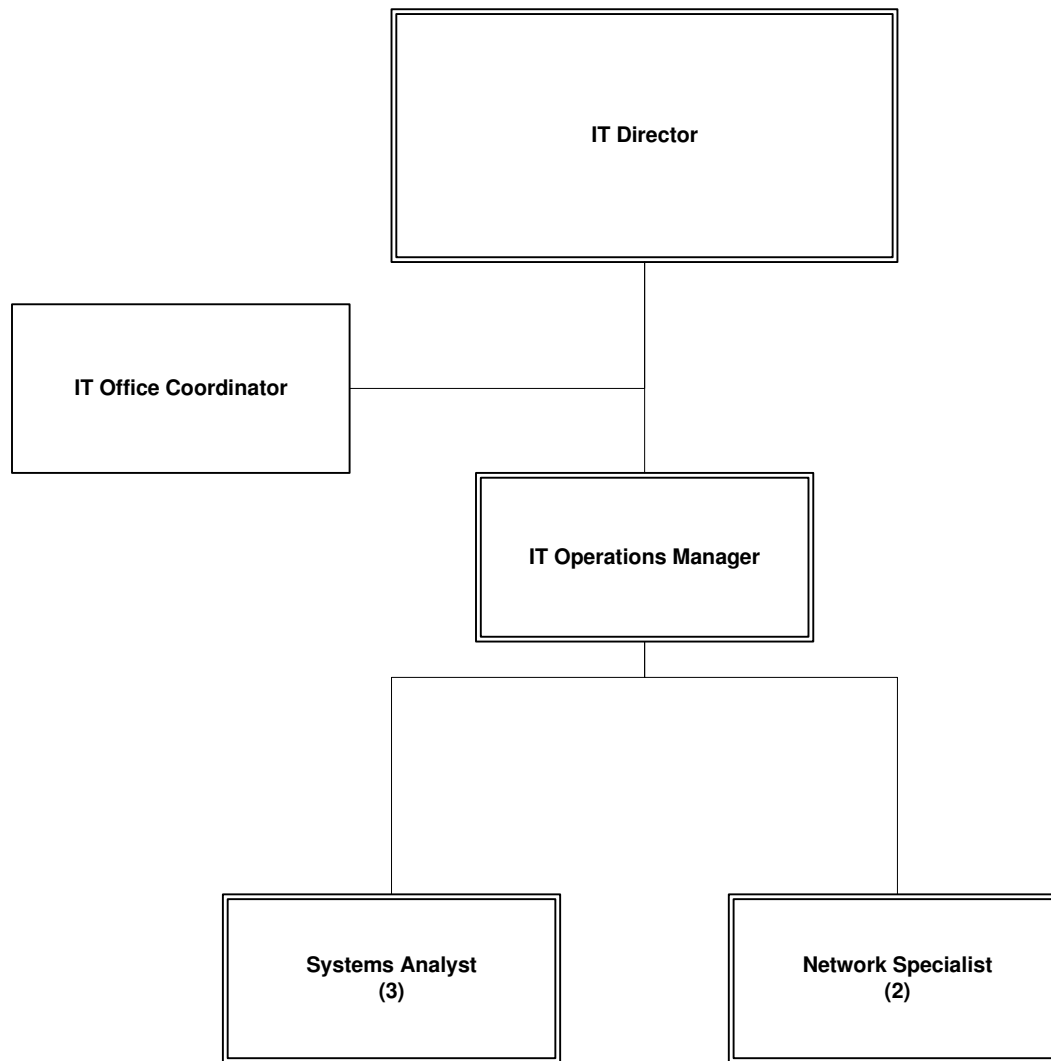 IT Director
IT Office Coordinator
IT Operations Manager
Systems Analyst
(3)
Network Specialist
(2)